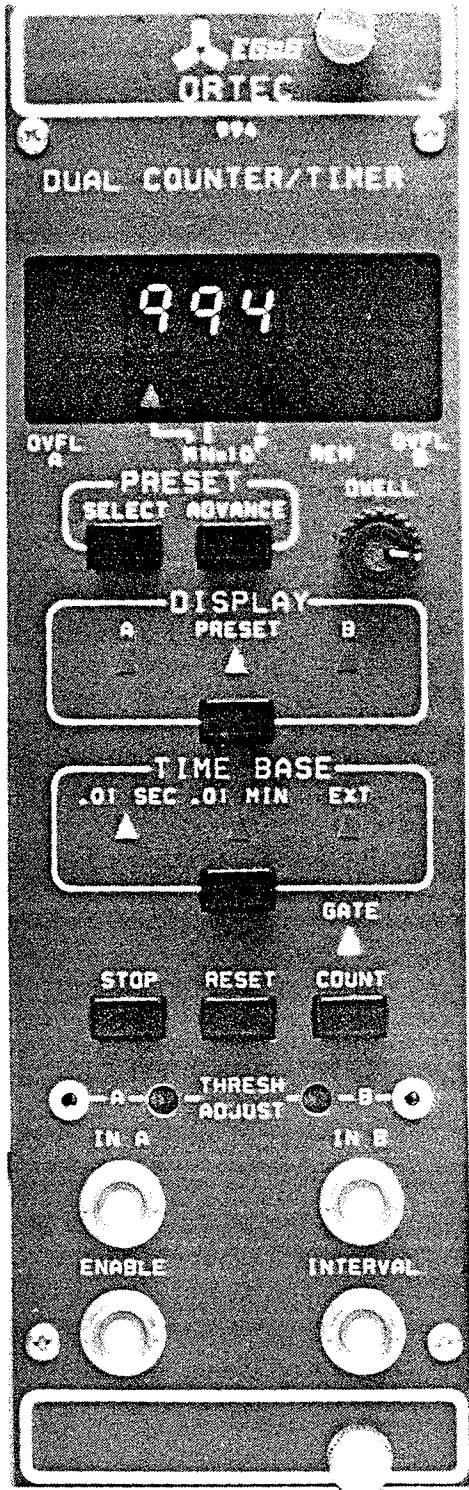 EG&G
ORTEC
994
DUAL COUNTER/TIMER
994
OVFL A MNx10P REM OVFL B
PRESET
SELECT ADVANCE
DWELL
DISPLAY
A PRESET B
TIME BASE
.01 SEC .01 MIN EXT
GATE
STOP RESET COUNT
A THRESH ADJUST B
IN A IN B
ENABLE INTERVAL